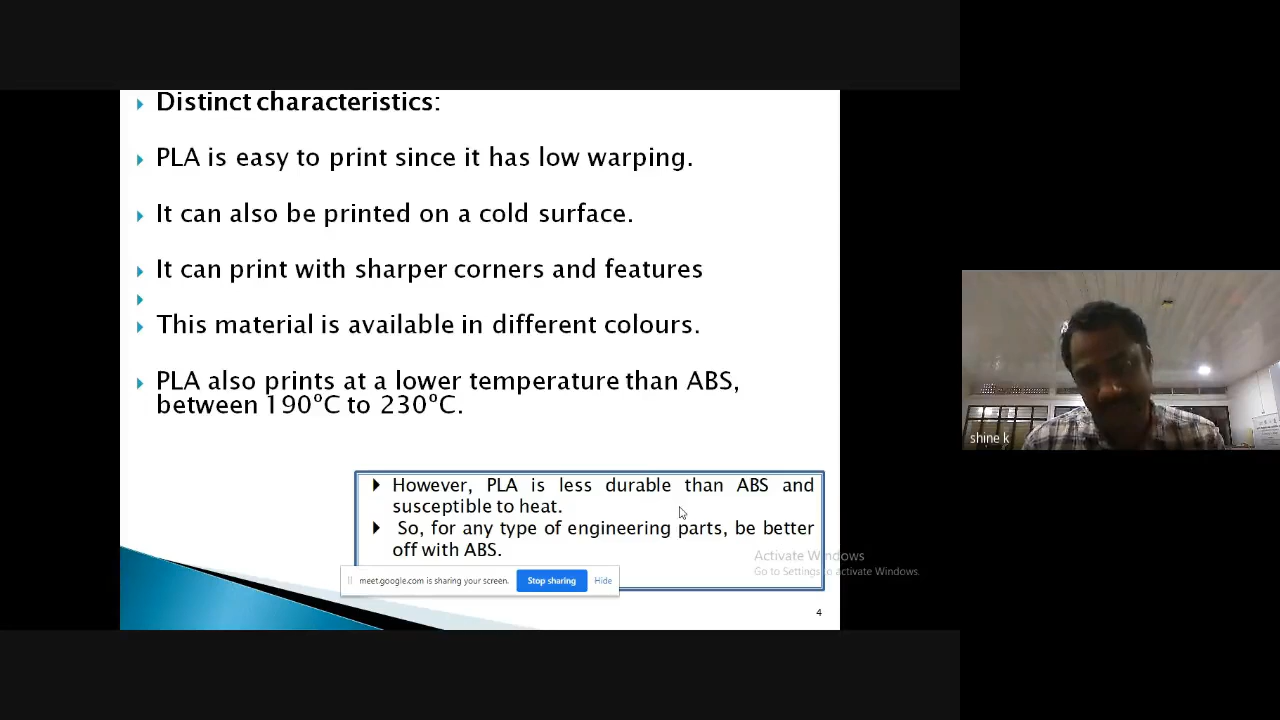 Distinct characteristics:
PLA is easy to print since it has low warping.
It can also be printed on a cold surface.
It can print with sharper corners and features
This material is available in different colours.
PLA also prints at a lower temperature than ABS,
between 190°C to 230°C.
However, PLA is less durable than ABS and
susceptible to heat.
So, for any type of engineering parts, be better
off with ABS.
Activate Windows
Go to Settings to activate Windows.
meet.google.com is sharing your screen.
Stop sharing
Hide
4
shine k